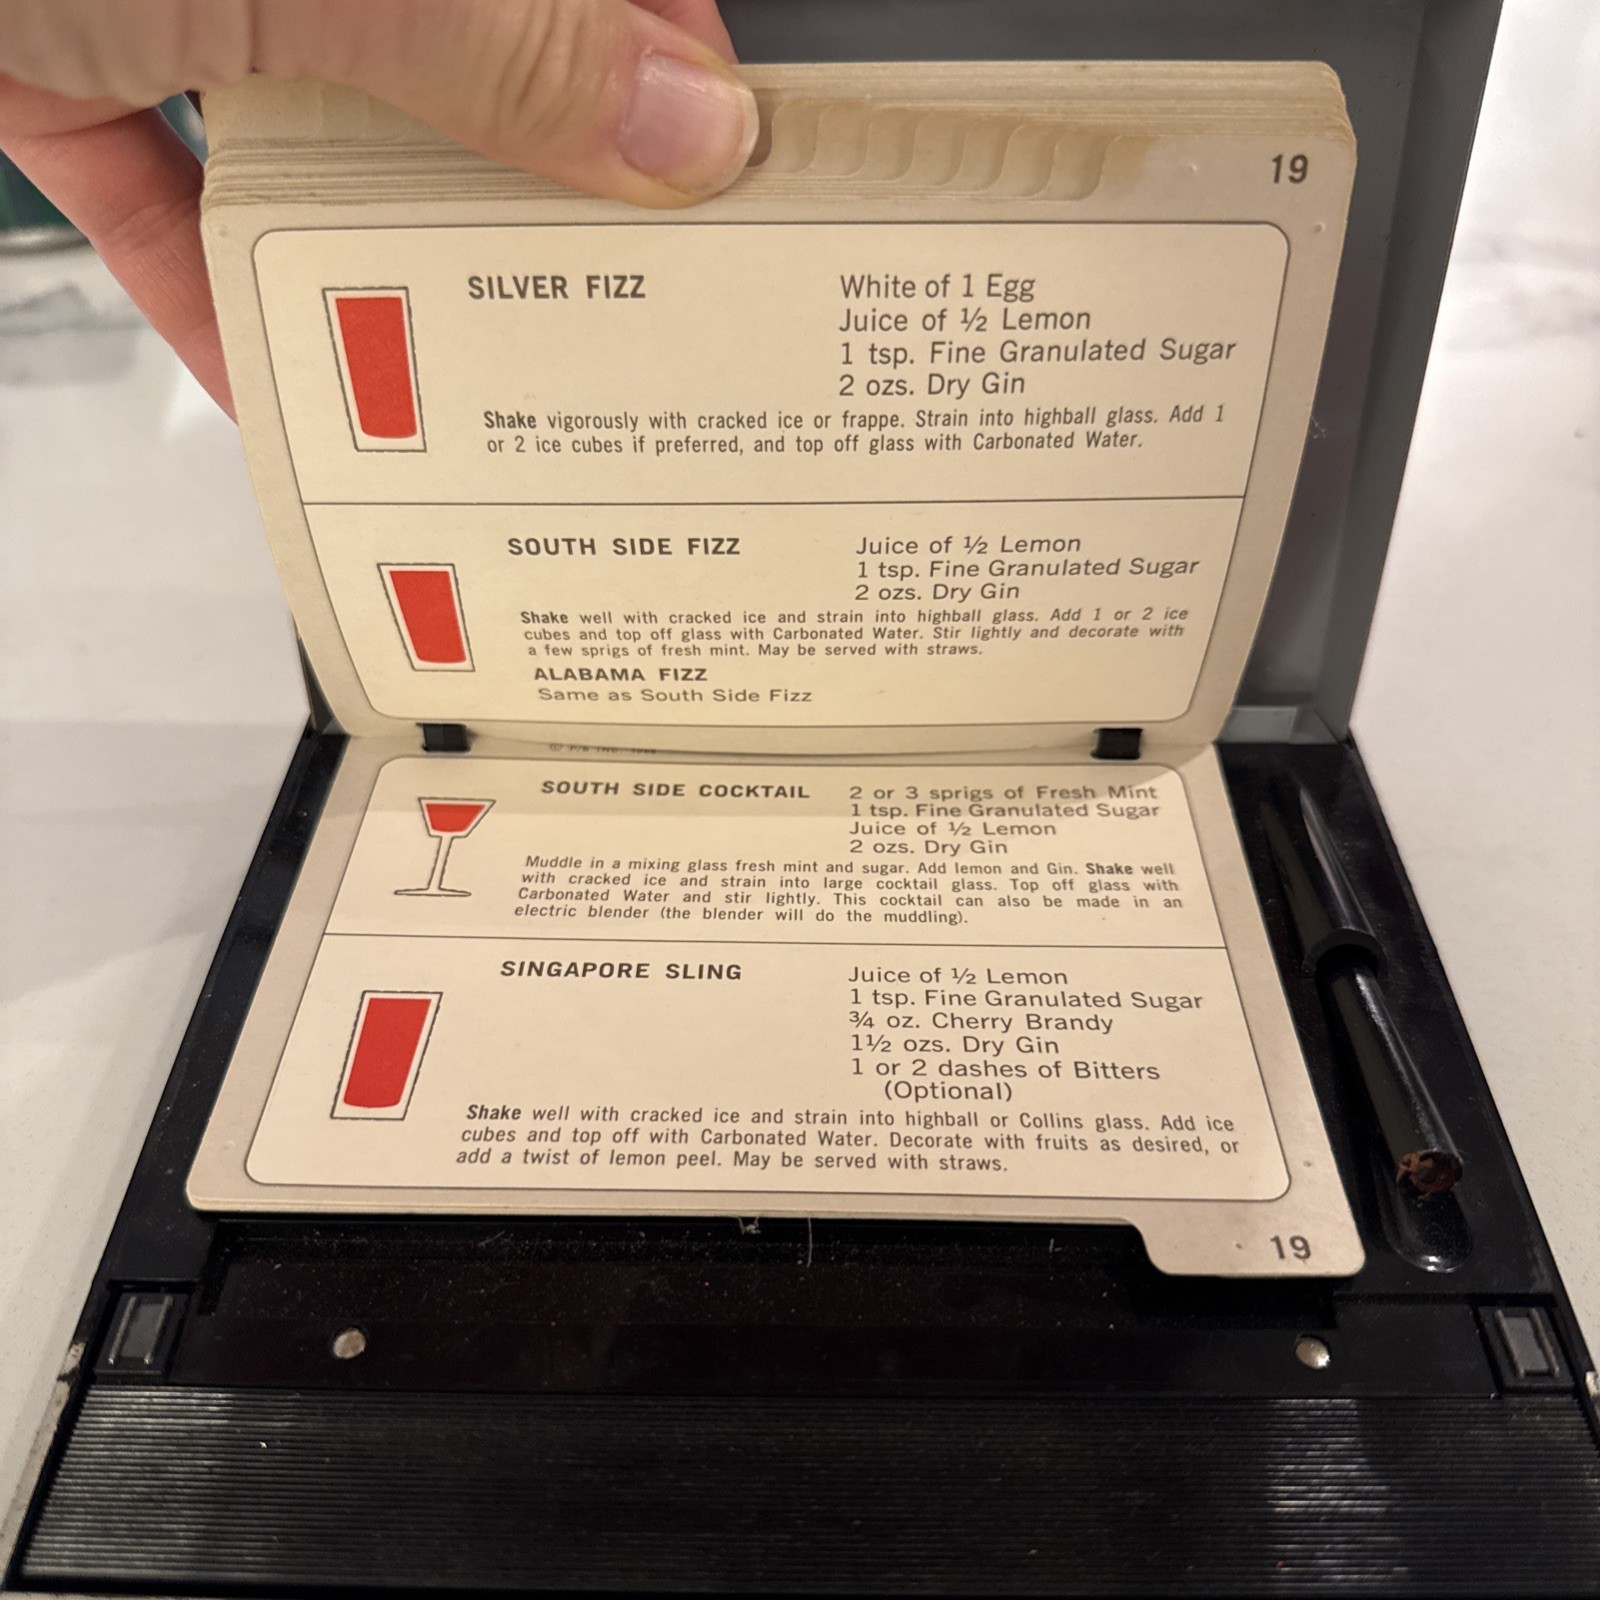 19
SILVER FIZZ
White of 1 Egg
Juice of ½ Lemon
1 tsp. Fine Granulated Sugar
2 ozs. Dry Gin
Shake vigorously with cracked ice or frappe. Strain into highball glass. Add 1
or 2 ice cubes if preferred, and top off glass with Carbonated Water.
SOUTH SIDE FIZZ
Juice of ½ Lemon
1 tsp. Fine Granulated Sugar
2 ozs. Dry Gin
Shake well with cracked ice and strain into highball glass. Add 1 or 2 ice
cubes and top off glass with Carbonated Water. Stir lightly and decorate with
a few sprigs of fresh mint. May be served with straws.
ALABAMA FIZZ
Same as South Side Fizz
© P/B INC.
SOUTH SIDE COCKTAIL
2 or 3 sprigs of Fresh Mint
1 tsp. Fine Granulated Sugar
Juice of ½ Lemon
2 ozs. Dry Gin
Muddle in a mixing glass fresh mint and sugar. Add lemon and Gin. Shake well
with cracked ice and strain into large cocktail glass. Top off glass with
Carbonated Water and stir lightly. This cocktail can also be made in an
electric blender (the blender will do the muddling).
SINGAPORE SLING
Juice of ½ Lemon
1 tsp. Fine Granulated Sugar
¾ oz. Cherry Brandy
1½ ozs. Dry Gin
1 or 2 dashes of Bitters
(Optional)
Shake well with cracked ice and strain into highball or Collins glass. Add ice
cubes and top off with Carbonated Water. Decorate with fruits as desired, or
add a twist of lemon peel. May be served with straws.
19